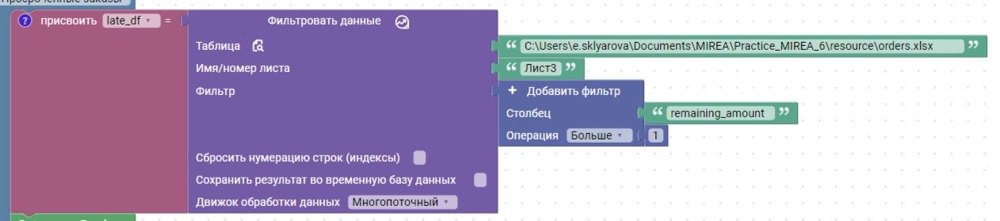 Просроченные заказы
? присвоить late_df = Фильтровать данные
Таблица “ C:\Users\e.sklyarova\Documents\MIREA\Practice_MIREA_6\resource\orders.xlsx ”
Имя/номер листа “ Лист3 ”
Фильтр + Добавить фильтр
Столбец “ remaining_amount ”
Операция Больше 1
Сбросить нумерацию строк (индексы)
Сохранить результат во временную базу данных
Движок обработки данных Многопоточный